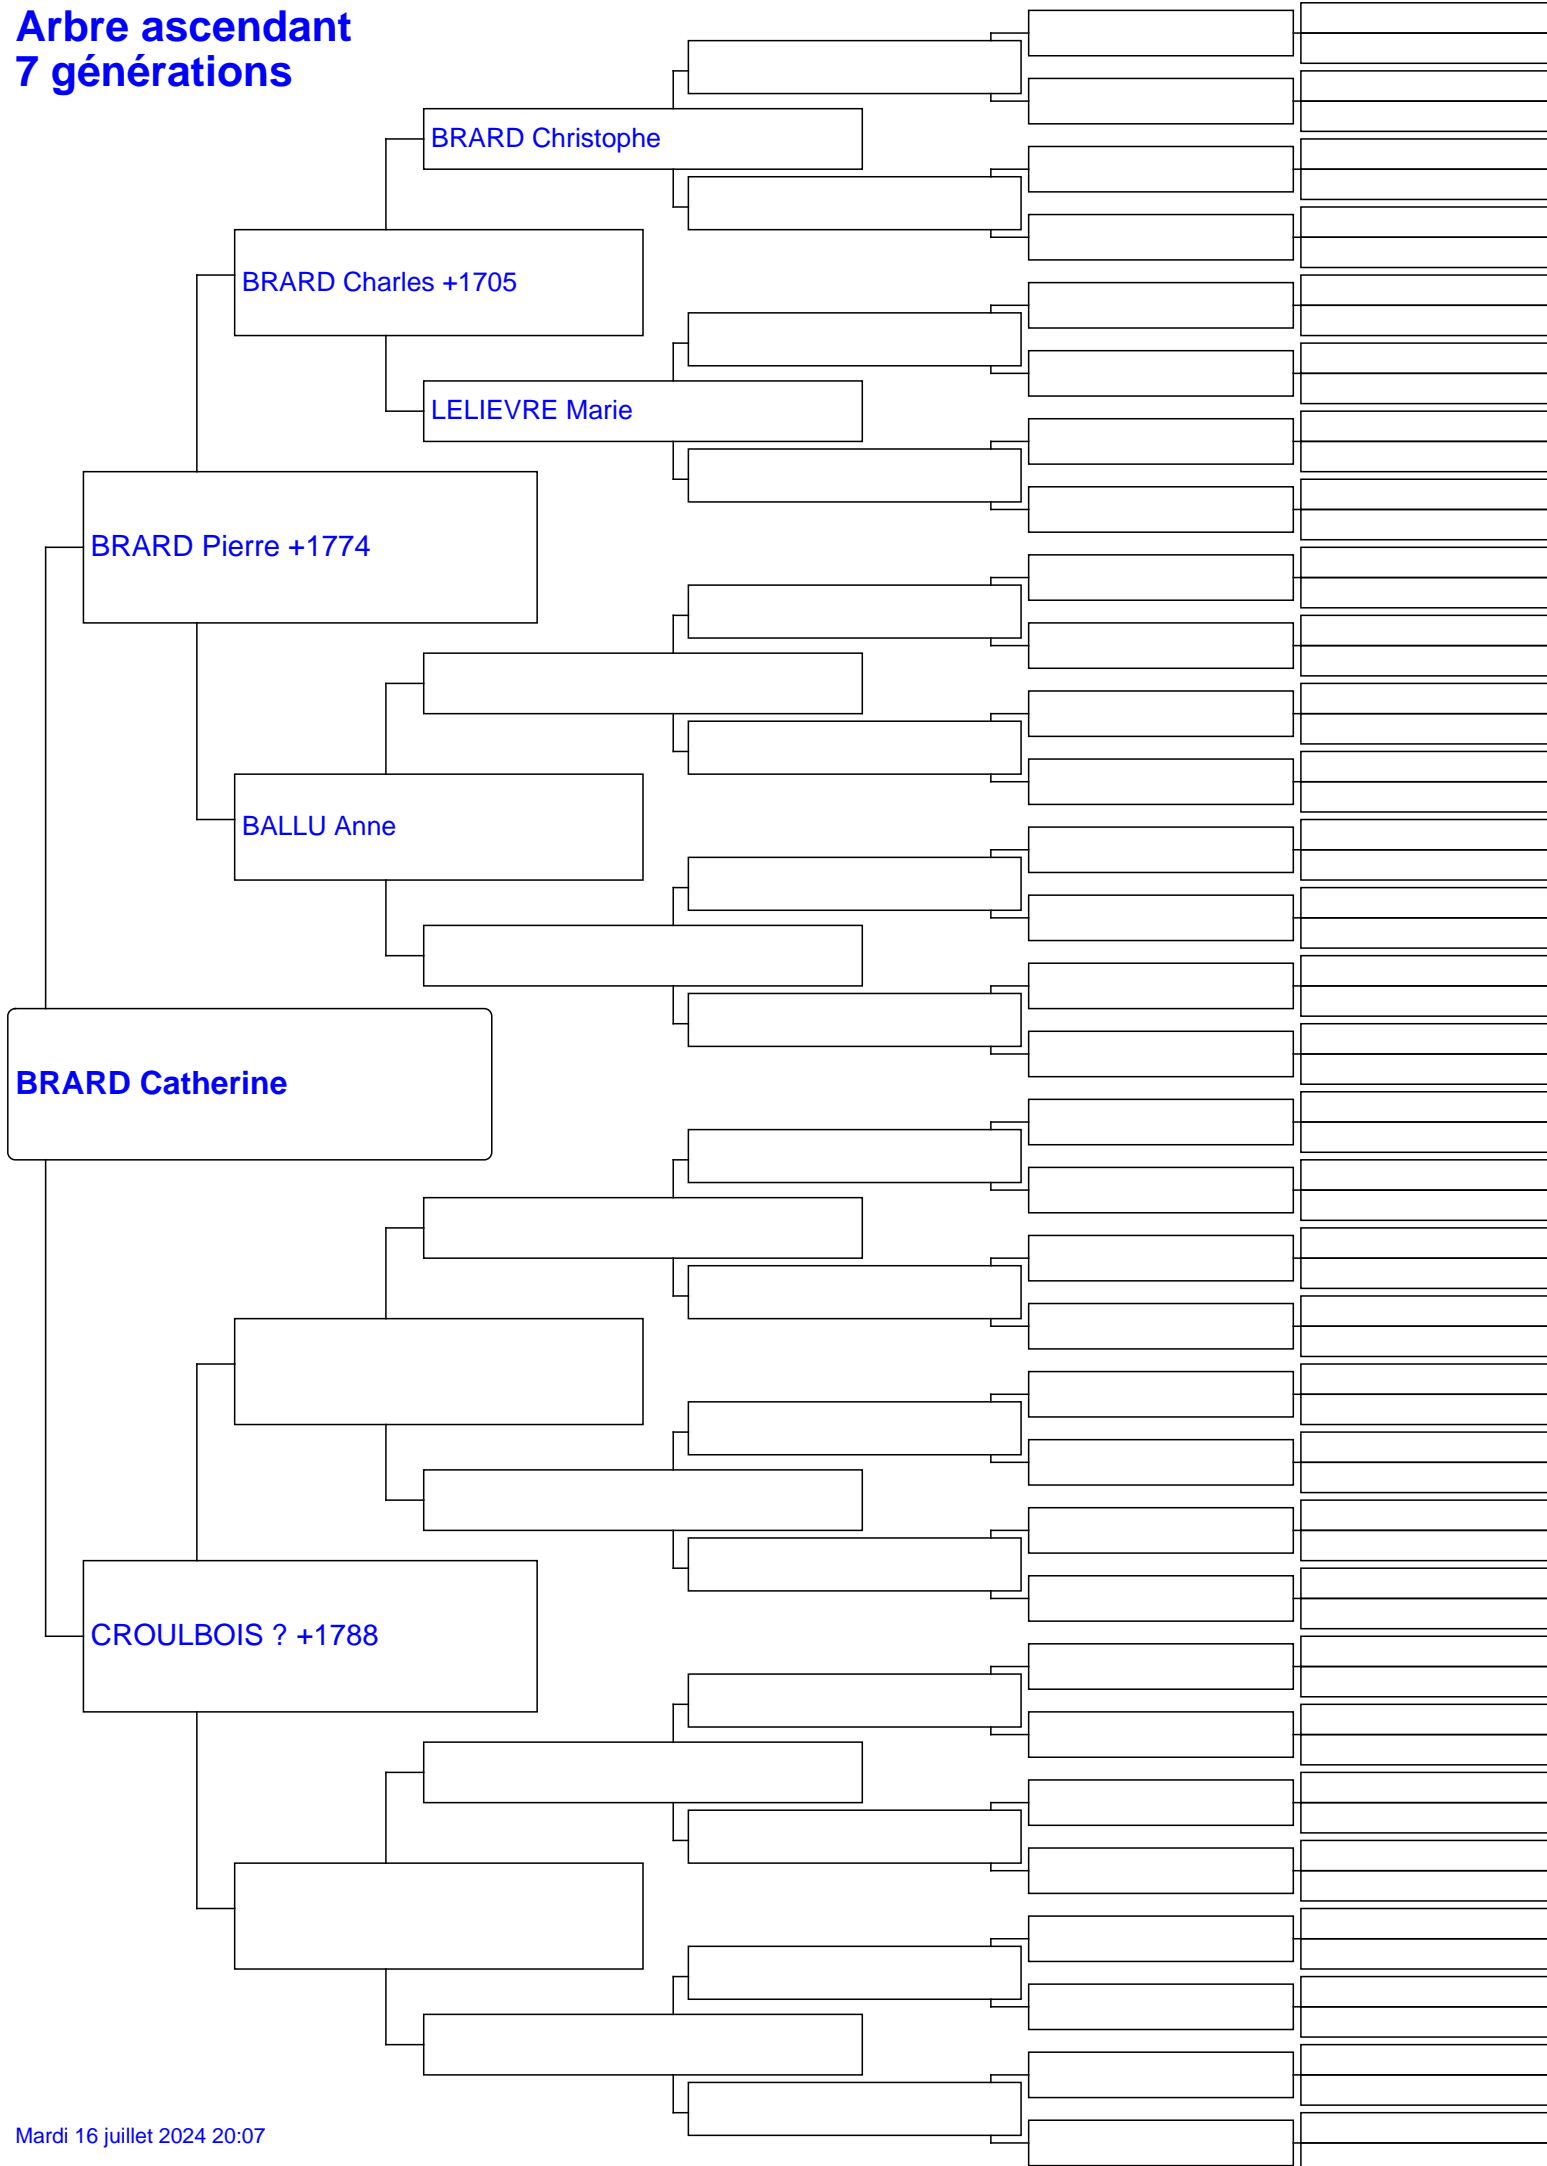 Arbre ascendant
7 générations
BRARD Christophe
BRARD Charles +1705
LELIEVRE Marie
BRARD Pierre +1774
BALLU Anne
BRARD Catherine
CROULBOIS ? +1788
Mardi 16 juillet 2024 20:07